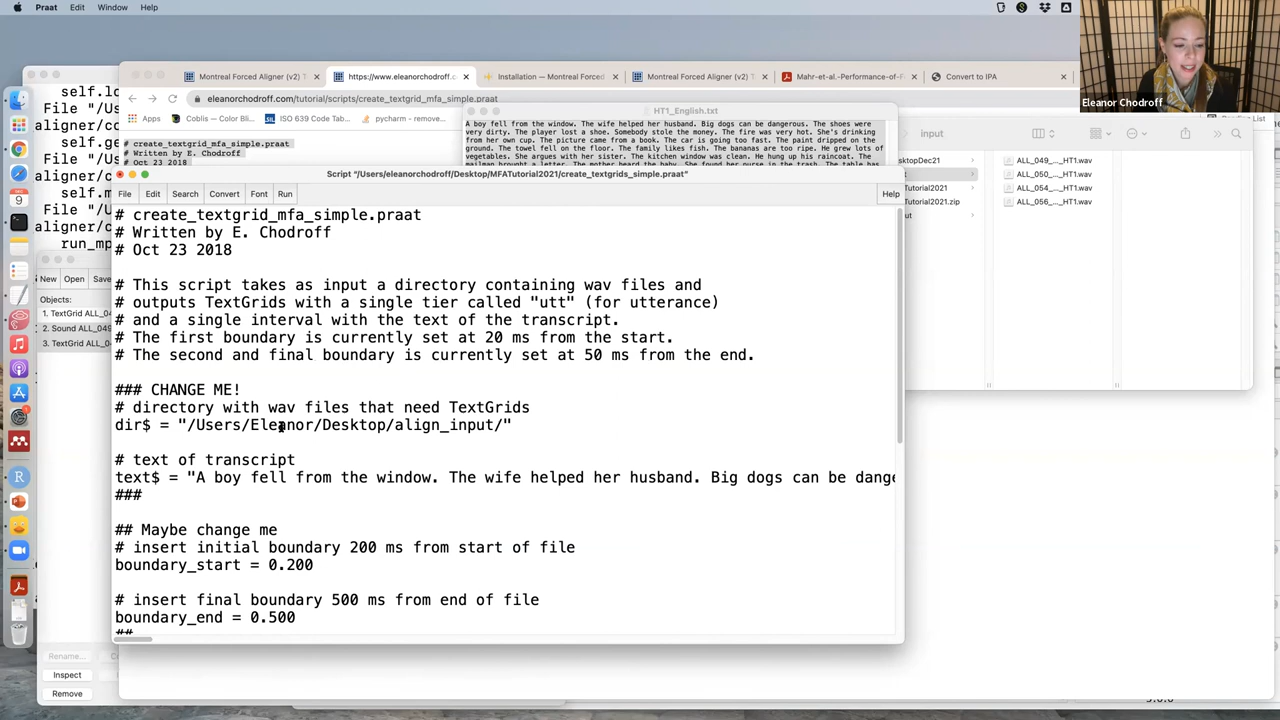 Praat Edit Window Help
Montreal Forced Aligner (v2) T
https://www.eleanorchodroff.c
Installation — Montreal Forced
Montreal Forced Aligner (v2) T
Mahr-et-al.-Performance-of-F
Convert to IPA
Eleanor Chodroff
eleanorchodroff.com/tutorial/scripts/create_textgrid_mfa_simple.praat
Apps
Coblis — Color Bli...
ISO 639 Code Tab...
pycharm - remove...
# create_textgrid_mfa_simple.praat
# Written by E. Chodroff
# Oct 23 2018
HT1_English.txt
A boy fell from the window. The wife helped her husband. Big dogs can be dangerous. The shoes were
very dirty. The player lost a shoe. Somebody stole the money. The fire was very hot. She's drinking
from her own cup. The picture came from a book. The car is going too fast. The paint dripped on the
ground. The towel fell on the floor. The family likes fish. The bananas are too ripe. He grew lots of
vegetables. She argues with her sister. The kitchen window was clean. He hung up his raincoat. The
input
sktopDec21
utorial2021
utorial2021.zip
ut
ALL_049_..._HT1.wav
ALL_050_..._HT1.wav
ALL_054_..._HT1.wav
ALL_056_..._HT1.wav
self.lo
File "/Us
aligner/co
self.ge
File "/Us
aligner/co
self.m
File "/U
aligner/c
run_mp
New Open Save
Objects:
1. TextGrid ALL_04
2. Sound ALL_049
3. TextGrid ALL_04
Rename...
Inspect
Remove
Script "/Users/eleanorchodroff/Desktop/MFATutorial2021/create_textgrids_simple.praat"
File Edit Search Convert Font Run Help
# create_textgrid_mfa_simple.praat
# Written by E. Chodroff
# Oct 23 2018
# This script takes as input a directory containing wav files and
# outputs TextGrids with a single tier called "utt" (for utterance)
# and a single interval with the text of the transcript.
# The first boundary is currently set at 20 ms from the start.
# The second and final boundary is currently set at 50 ms from the end.
### CHANGE ME!
# directory with wav files that need TextGrids
dir$ = "/Users/Eleanor/Desktop/align_input/"
# text of transcript
text$ = "A boy fell from the window. The wife helped her husband. Big dogs can be dange
###
## Maybe change me
# insert initial boundary 200 ms from start of file
boundary_start = 0.200
# insert final boundary 500 ms from end of file
boundary_end = 0.500
##